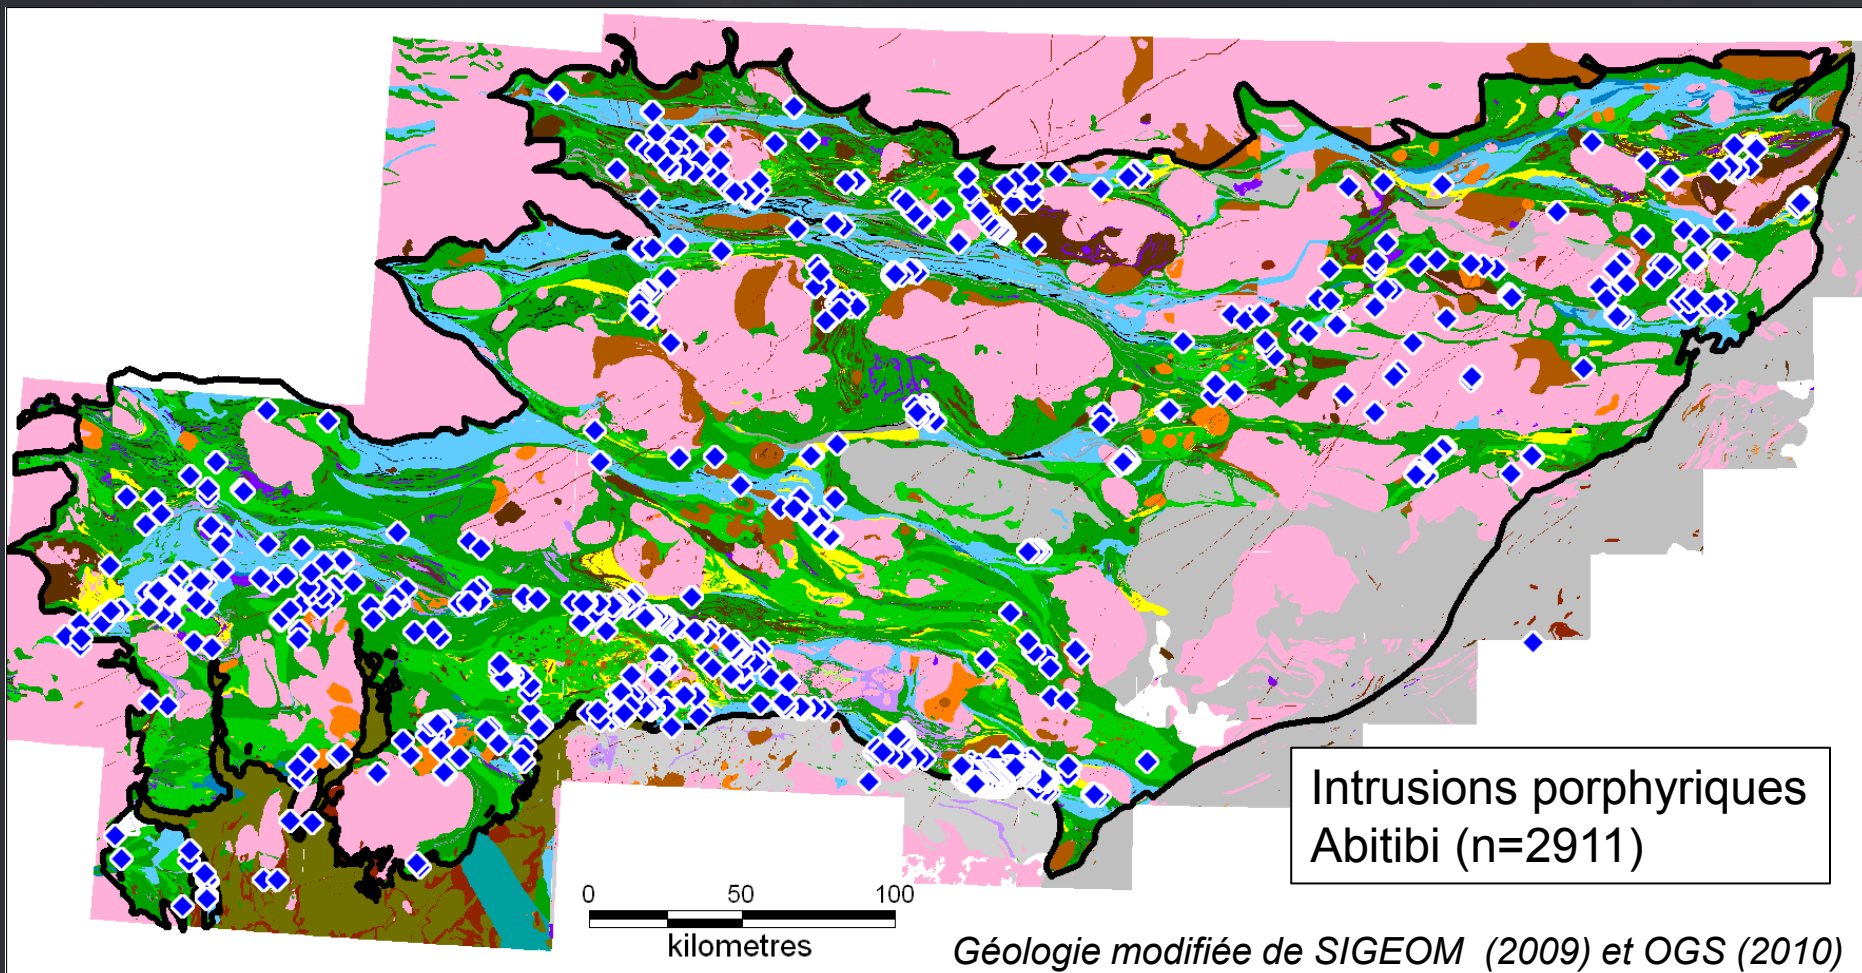 Intrusions porphyriques
Abitibi (n=2911)
0 50 100
kilometres
Géologie modifiée de SIGEOM (2009) et OGS (2010)